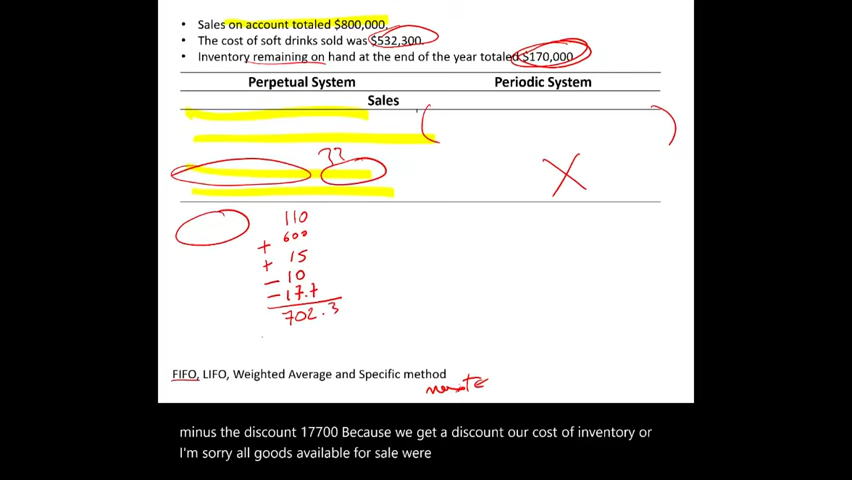 • Sales on account totaled $800,000.
• The cost of soft drinks sold was $532,300.
• Inventory remaining on hand at the end of the year totaled $170,000
Perpetual System Periodic System
Sales
??
110
+ 600
+ 15
- 10
- 17.7
702.3
FIFO, LIFO, Weighted Average and Specific method
minus the discount 17700 Because we get a discount our cost of inventory or
I'm sorry all goods available for sale were